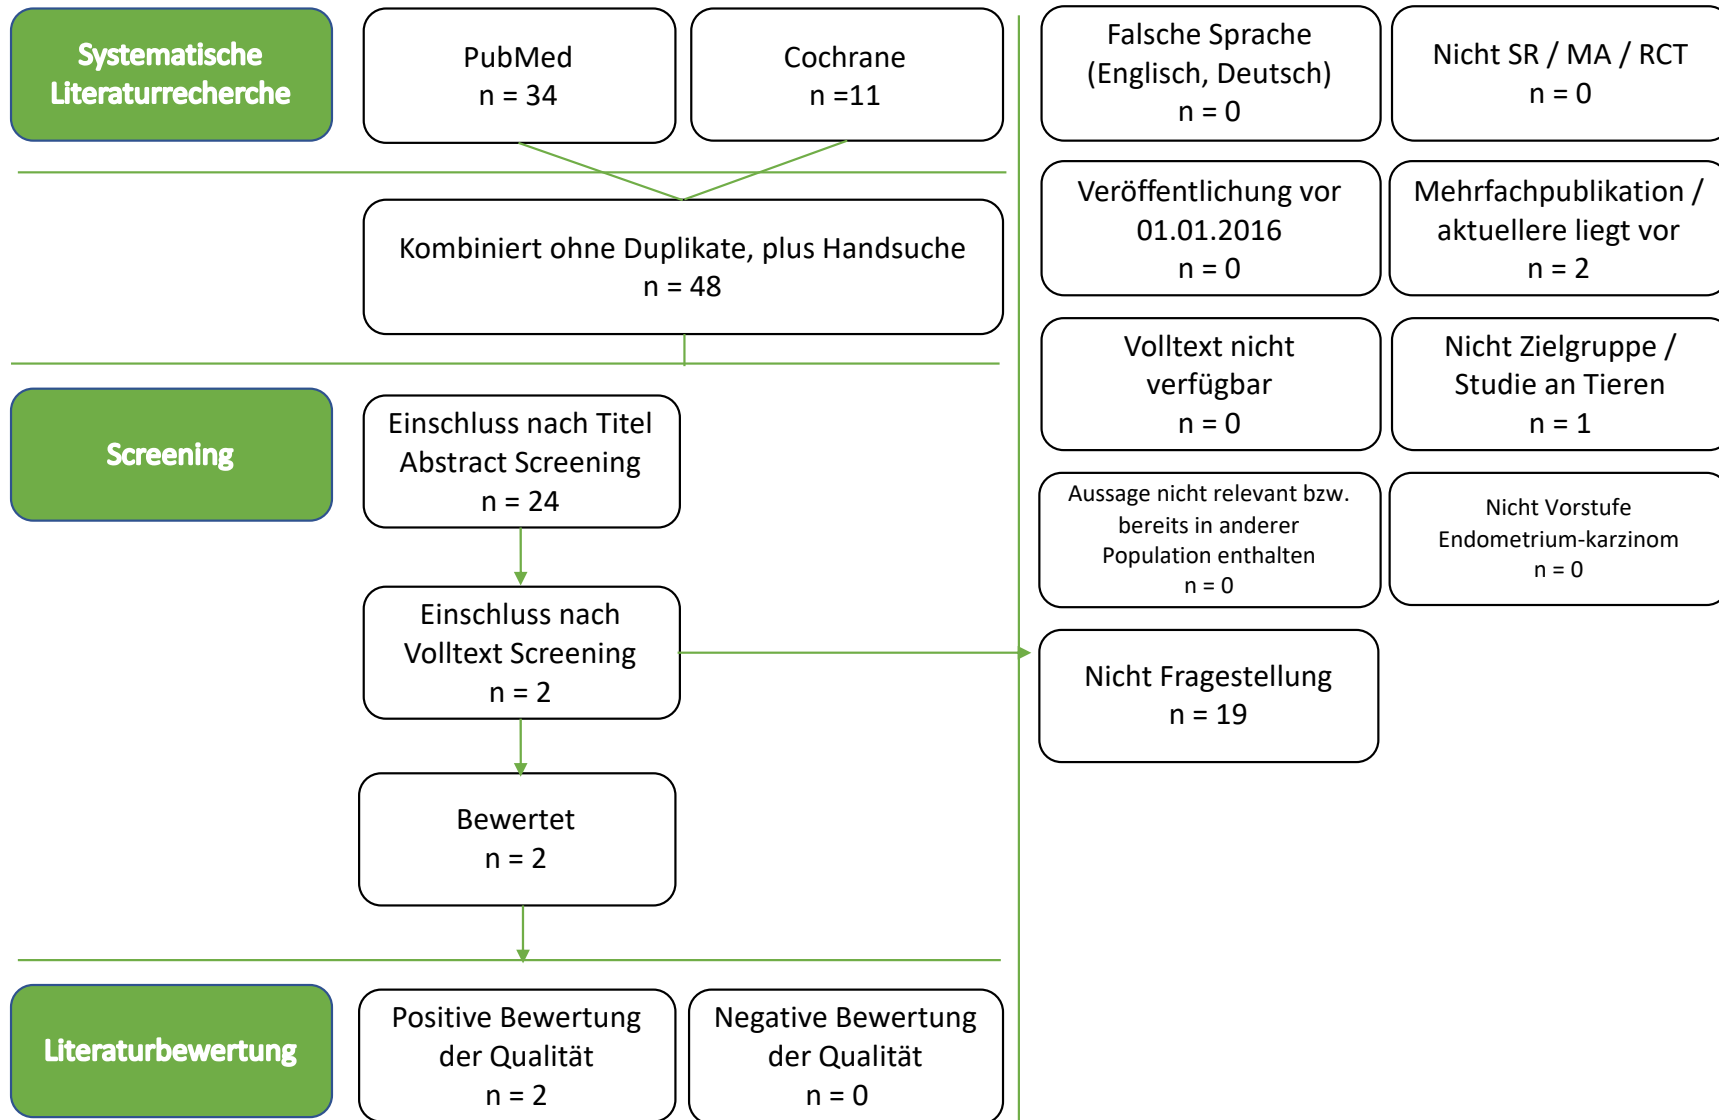 Systematische
Literaturrecherche
PubMed
n = 34
Cochrane
n =11
Kombiniert ohne Duplikate, plus Handsuche
n = 48
Screening
Einschluss nach Titel
Abstract Screening
n = 24
Einschluss nach
Volltext Screening
n = 2
Bewertet
n = 2
Literaturbewertung
Positive Bewertung
der Qualität
n = 2
Negative Bewertung
der Qualität
n = 0
Falsche Sprache
(Englisch, Deutsch)
n = 0
Nicht SR / MA / RCT
n = 0
Veröffentlichung vor
01.01.2016
n = 0
Mehrfachpublikation /
aktuellere liegt vor
n = 2
Volltext nicht
verfügbar
n = 0
Nicht Zielgruppe /
Studie an Tieren
n = 1
Aussage nicht relevant bzw.
bereits in anderer
Population enthalten
n = 0
Nicht Vorstufe
Endometrium-karzinom
n = 0
Nicht Fragestellung
n = 19